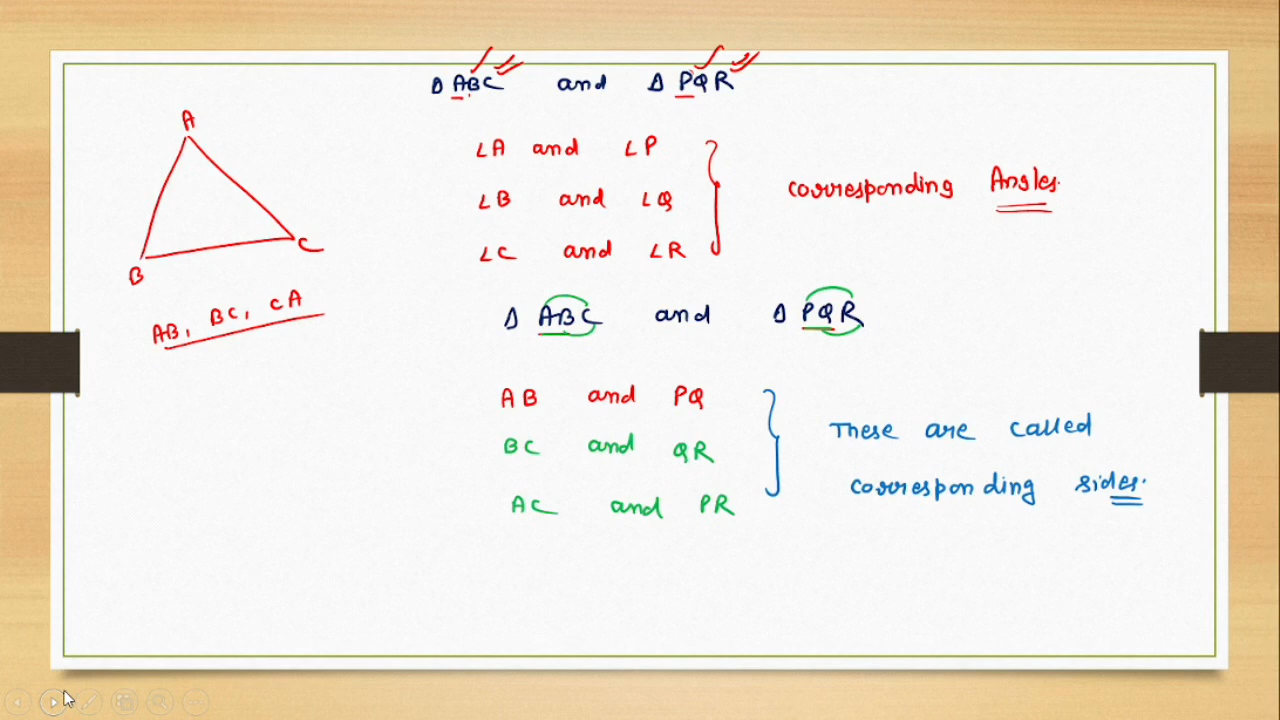 Δ ABC and Δ PQR
A
B
C
AB, BC, CA
∠A and ∠P
∠B and ∠Q
∠C and ∠R
corresponding Angles.
Δ ABC and Δ PQR
AB and PQ
BC and QR
AC and PR
These are called
corresponding sides.